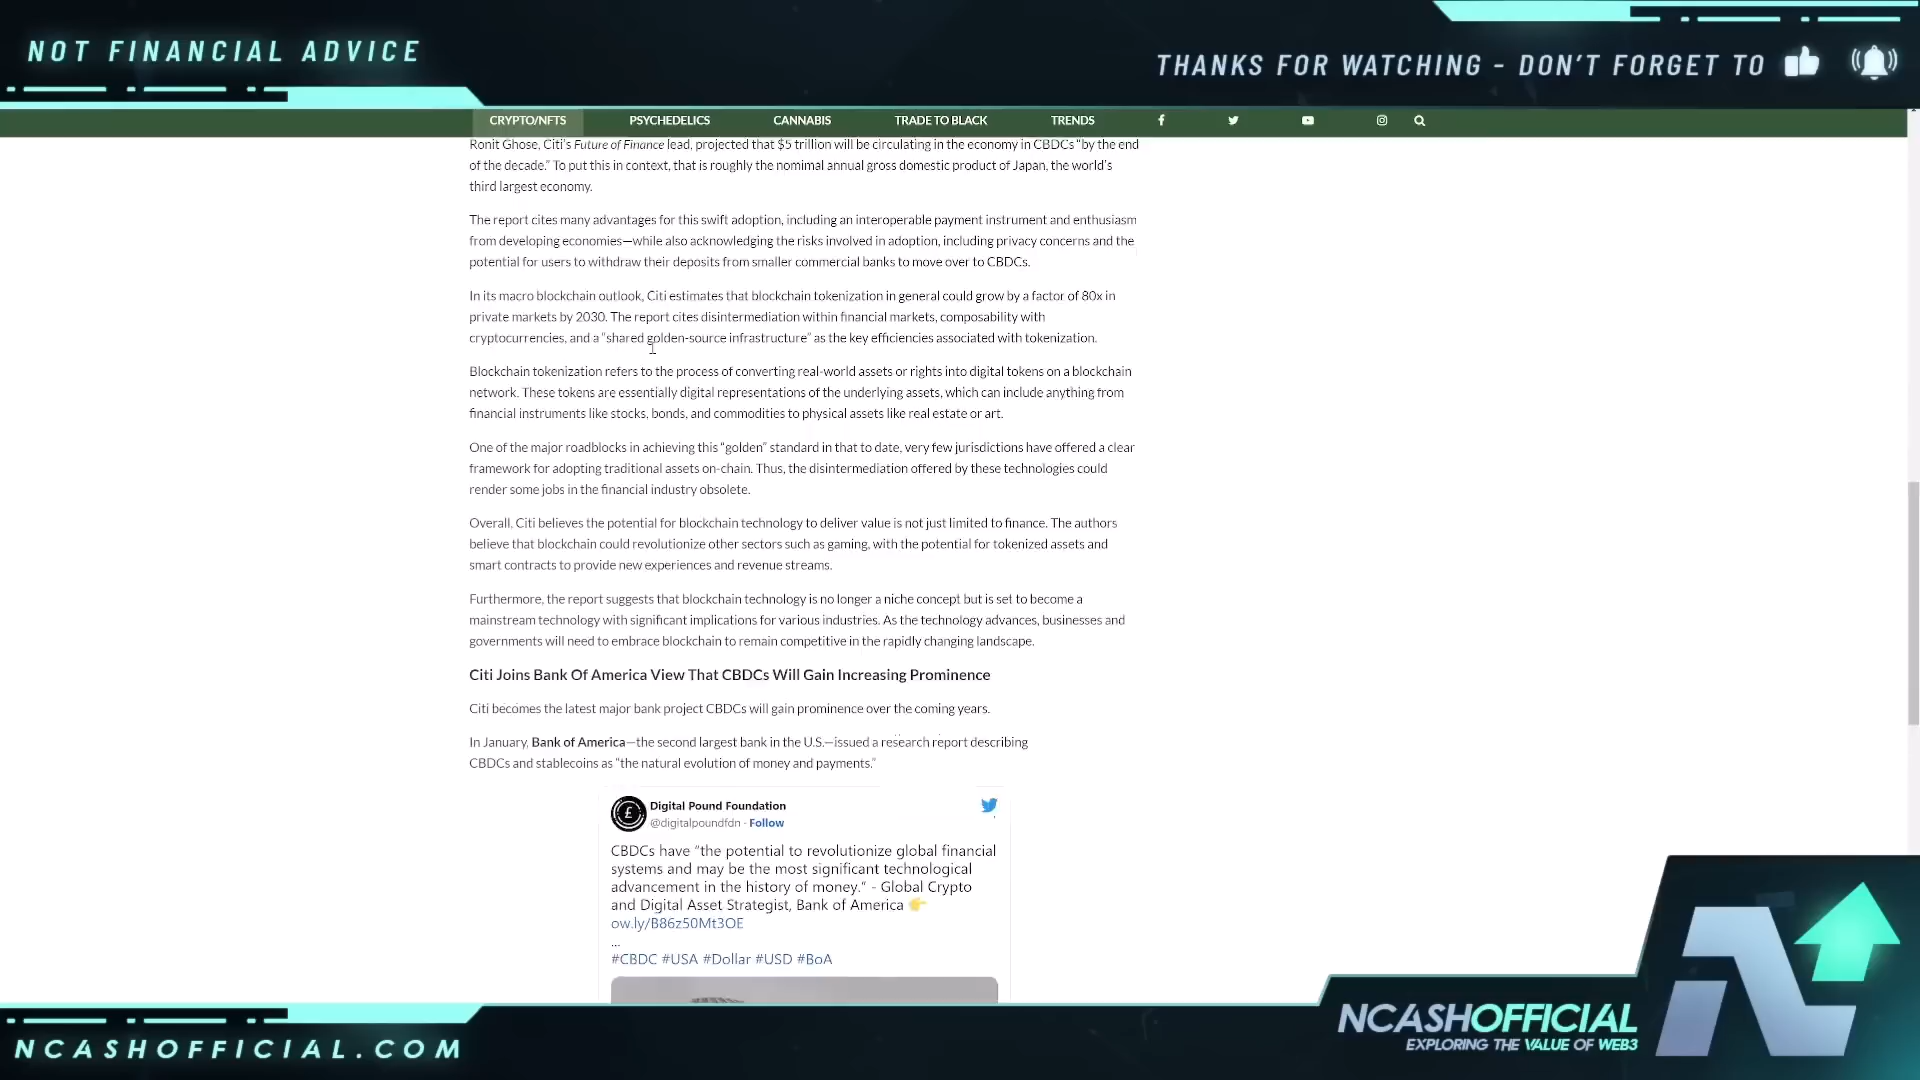 NOT FINANCIAL ADVICE
THANKS FOR WATCHING - DON'T FORGET TO
CRYPTO/NFTS PSYCHEDELICS CANNABIS TRADE TO BLACK TRENDS
Ronit Ghose, Citi's Future of Finance lead, projected that $5 trillion will be circulating in the economy in CBDCs “by the end
of the decade.” To put this in context, that is roughly the nomimal annual gross domestic product of Japan, the world's
third largest economy.
The report cites many advantages for this swift adoption, including an interoperable payment instrument and enthusiasm
from developing economies—while also acknowledging the risks involved in adoption, including privacy concerns and the
potential for users to withdraw their deposits from smaller commercial banks to move over to CBDCs.
In its macro blockchain outlook, Citi estimates that blockchain tokenization in general could grow by a factor of 80x in
private markets by 2030. The report cites disintermediation within financial markets, composability with
cryptocurrencies, and a “shared golden-source infrastructure” as the key efficiencies associated with tokenization.
Blockchain tokenization refers to the process of converting real-world assets or rights into digital tokens on a blockchain
network. These tokens are essentially digital representations of the underlying assets, which can include anything from
financial instruments like stocks, bonds, and commodities to physical assets like real estate or art.
One of the major roadblocks in achieving this “golden” standard in that to date, very few jurisdictions have offered a clear
framework for adopting traditional assets on-chain. Thus, the disintermediation offered by these technologies could
render some jobs in the financial industry obsolete.
Overall, Citi believes the potential for blockchain technology to deliver value is not just limited to finance. The authors
believe that blockchain could revolutionize other sectors such as gaming, with the potential for tokenized assets and
smart contracts to provide new experiences and revenue streams.
Furthermore, the report suggests that blockchain technology is no longer a niche concept but is set to become a
mainstream technology with significant implications for various industries. As the technology advances, businesses and
governments will need to embrace blockchain to remain competitive in the rapidly changing landscape.
Citi Joins Bank Of America View That CBDCs Will Gain Increasing Prominence
Citi becomes the latest major bank project CBDCs will gain prominence over the coming years.
In January, Bank of America—the second largest bank in the U.S.—issued a research report describing
CBDCs and stablecoins as “the natural evolution of money and payments.”
Digital Pound Foundation
@digitalpoundfdn · Follow
CBDCs have “the potential to revolutionize global financial
systems and may be the most significant technological
advancement in the history of money.” - Global Crypto
and Digital Asset Strategist, Bank of America 👉
ow.ly/B86z50Mt3OE
...
#CBDC #USA #Dollar #USD #BoA
NCASHOFFICIAL
EXPLORING THE VALUE OF WEB3
NCASHOFFICIAL.COM